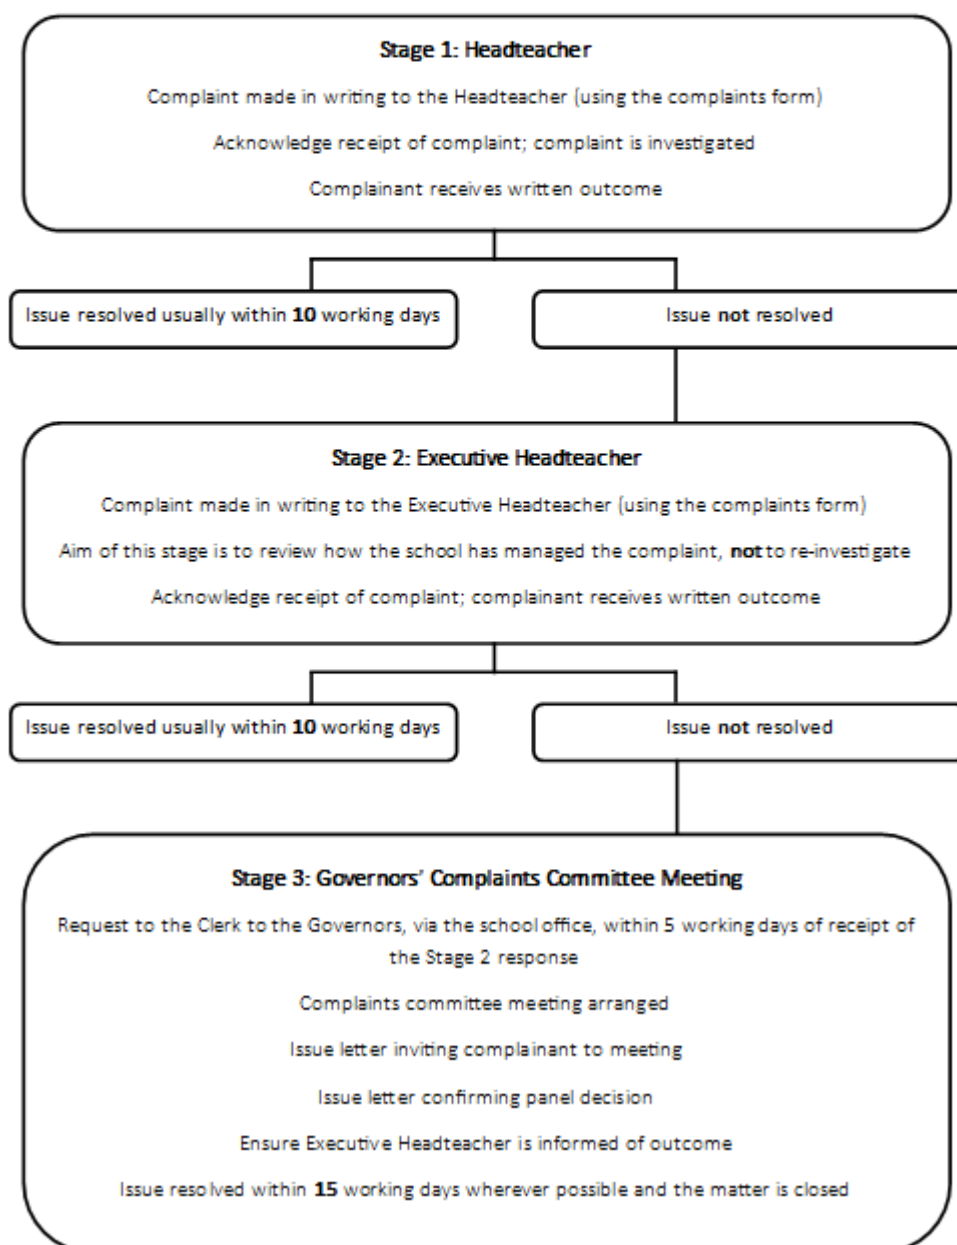 Stage 1: Headteacher
Complaint made in writing to the Headteacher (using the complaints form)
Acknowledge receipt of complaint; complaint is investigated
Complainant receives written outcome
Issue resolved usually within 10 working days
Issue not resolved
Stage 2: Executive Headteacher
Complaint made in writing to the Executive Headteacher (using the complaints form)
Aim of this stage is to review how the school has managed the complaint, not to re-investigate
Acknowledge receipt of complaint; complainant receives written outcome
Issue resolved usually within 10 working days
Issue not resolved
Stage 3: Governors’ Complaints Committee Meeting
Request to the Clerk to the Governors, via the school office, within 5 working days of receipt of
the Stage 2 response
Complaints committee meeting arranged
Issue letter inviting complainant to meeting
Issue letter confirming panel decision
Ensure Executive Headteacher is informed of outcome
Issue resolved within 15 working days wherever possible and the matter is closed